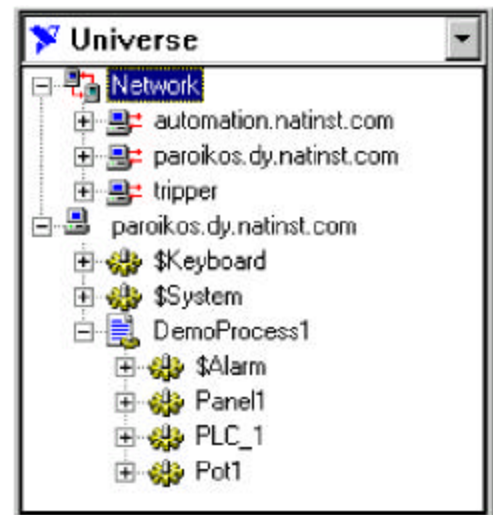 Universe
Network
automation.natinst.com
paroikos.dy.natinst.com
tripper
paroikos.dy.natinst.com
$Keyboard
$System
DemoProcess1
$Alarm
Panel1
PLC_1
Pot1